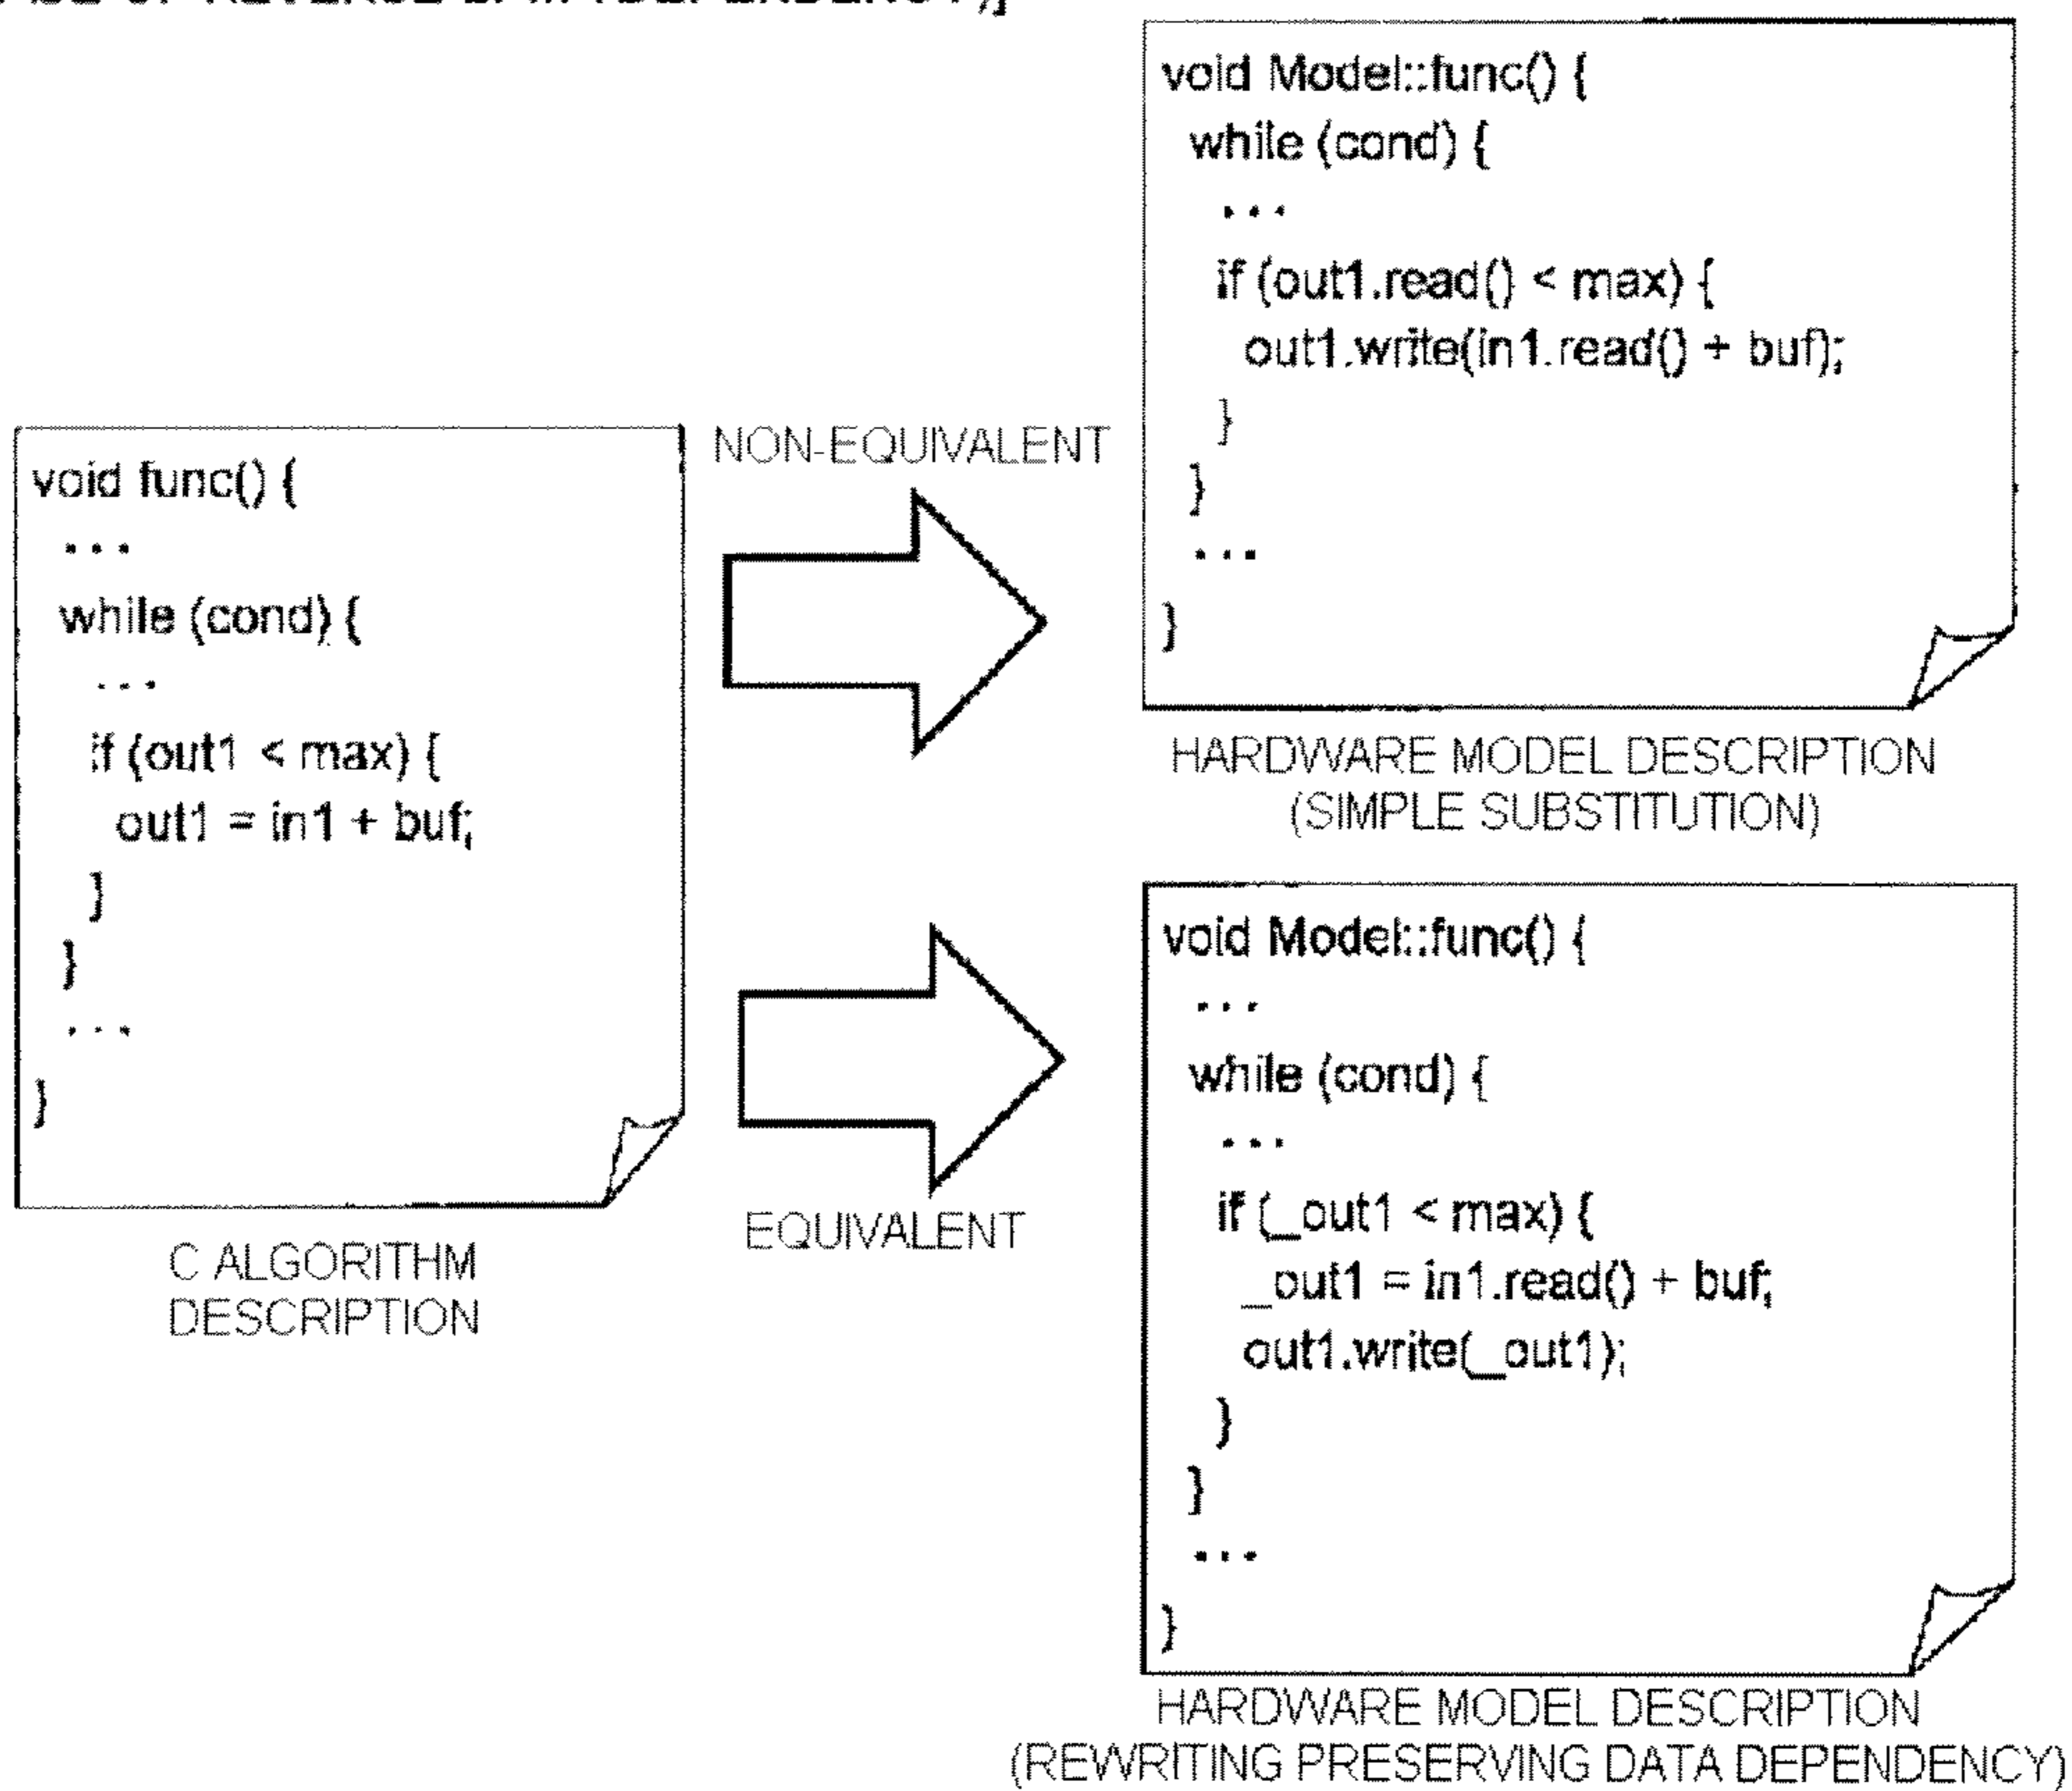 void Model::func() {
while (cond) {
...
if (out1.read() < max) {
out1.write(in1.read() + buf);
}
}
...
}
HARDWARE MODEL DESCRIPTION
(SIMPLE SUBSTITUTION)
void func() {
...
while (cond) {
...
if (out1 < max) {
out1 = in1 + buf;
}
}
...
}
C ALGORITHM
DESCRIPTION
NON-EQUIVALENT
EQUIVALENT
void Model::func() {
...
while (cond) {
...
if (_out1 < max) {
_out1 = in1.read() + buf;
out1.write(_out1);
}
}
...
}
HARDWARE MODEL DESCRIPTION
(REWRITING PRESERVING DATA DEPENDENCY)